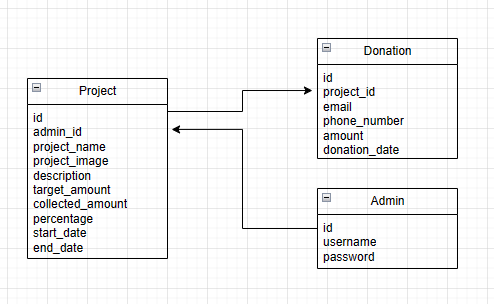 Project
id
admin_id
project_name
project_image
description
target_amount
collected_amount
percentage
start_date
end_date
Donation
id
project_id
email
phone_number
amount
donation_date
Admin
id
username
password